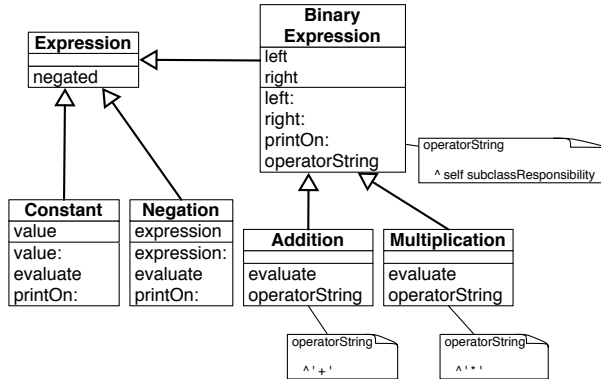 Expression
negated
Binary
Expression
left
right
left:
right:
printOn:
operatorString
operatorString
^ self subclassResponsibility
Constant
value
value:
evaluate
printOn:
Negation
expression
expression:
evaluate
printOn:
Addition
evaluate
operatorString
Multiplication
evaluate
operatorString
operatorString
^ ' + '
operatorString
^ ' * '